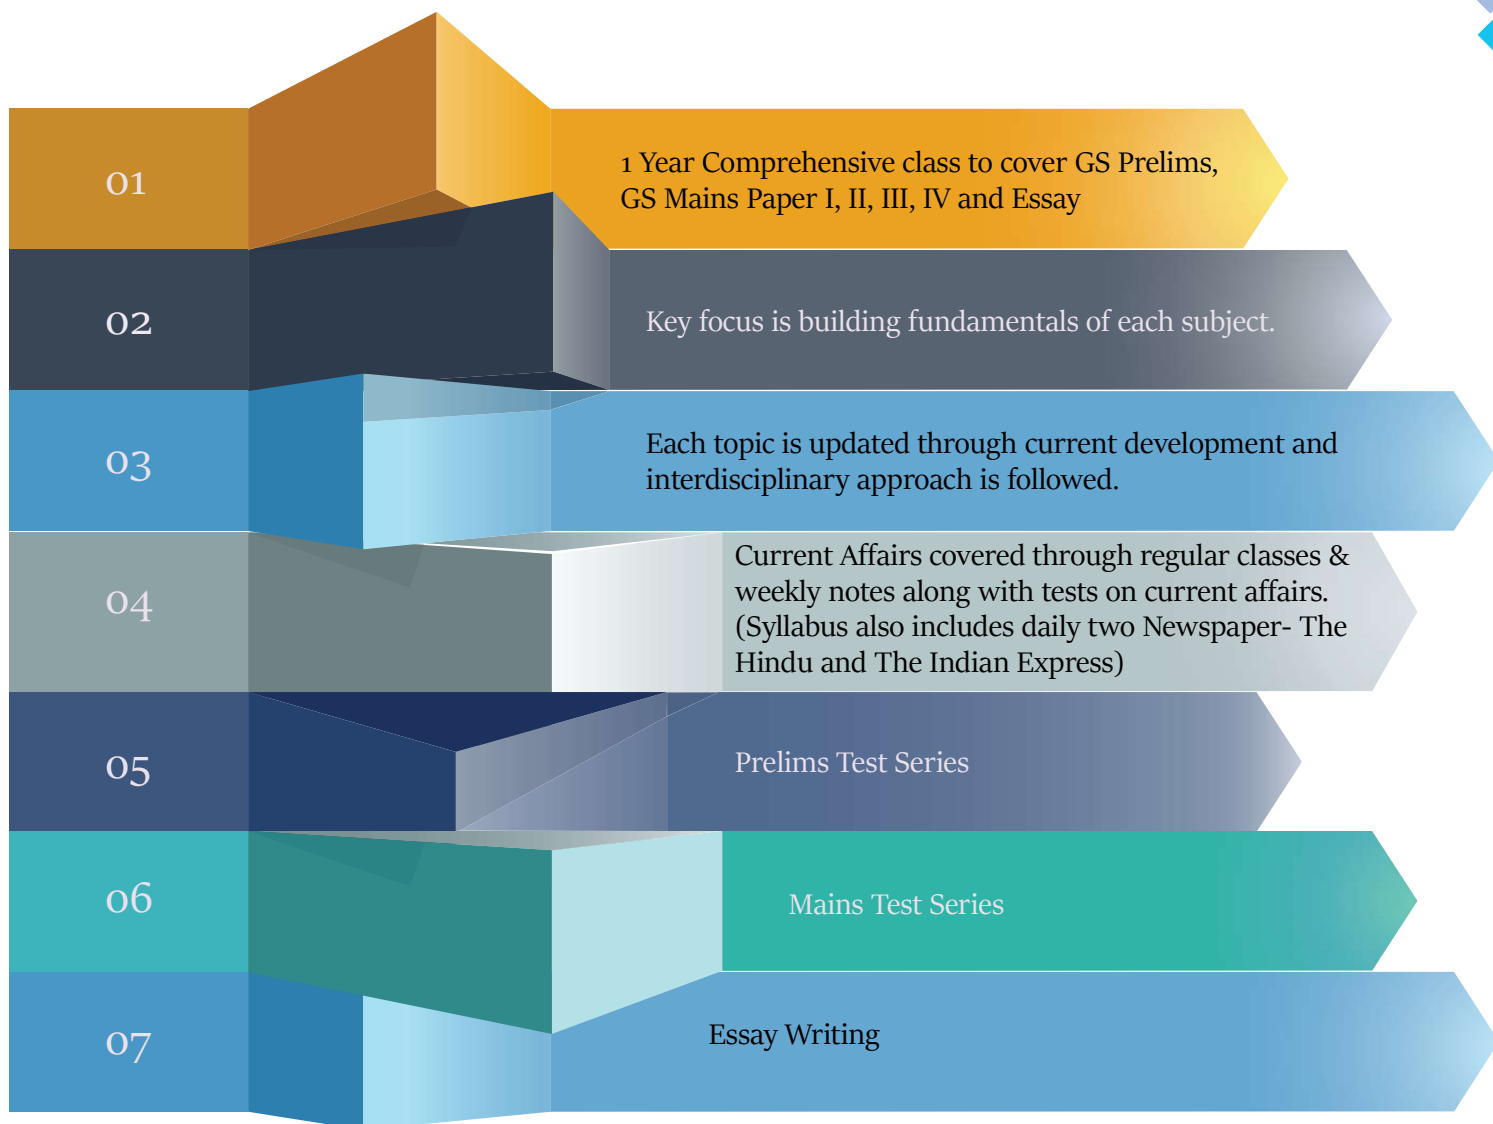 01
1 Year Comprehensive class to cover GS Prelims,
GS Mains Paper I, II, III, IV and Essay
02
Key focus is building fundamentals of each subject.
03
Each topic is updated through current development and
interdisciplinary approach is followed.
04
Current Affairs covered through regular classes &
weekly notes along with tests on current affairs.
(Syllabus also includes daily two Newspaper- The
Hindu and The Indian Express)
05
Prelims Test Series
06
Mains Test Series
07
Essay Writing